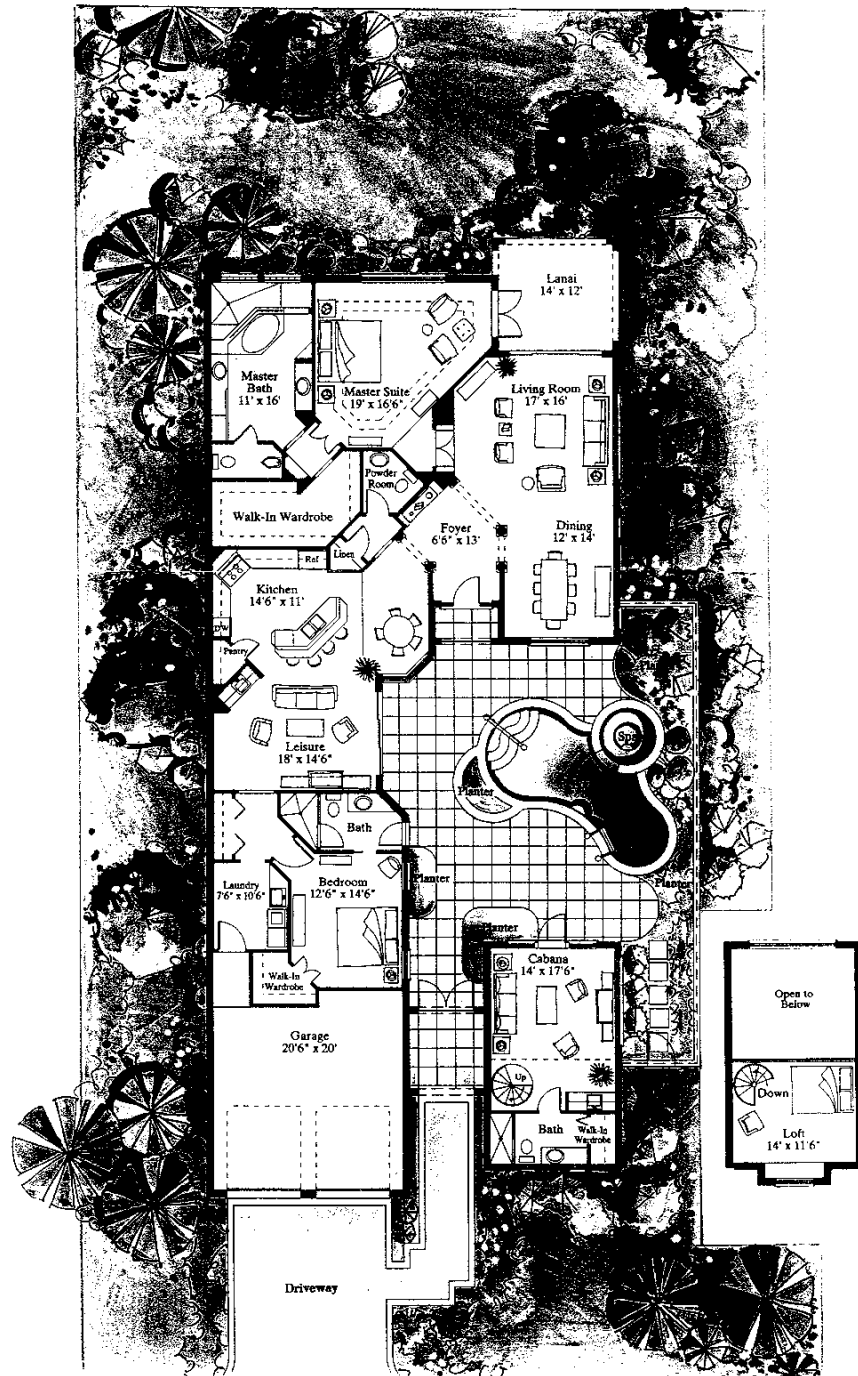 Lanai
14' x 12'
Master
Bath
11' x 16'
Master Suite
19' x 16'6"
Living Room
17' x 16'
Powder
Room
Walk-In Wardrobe
Foyer
6'6" x 13'
Dining
12' x 14'
Linen
Ref
Kitchen
14'6" x 11'
DW
Pantry
Spa
Leisure
18' x 14'6"
Planter
Bath
Laundry
7'6" x 10'6"
Bedroom
12'6" x 14'6"
Planter
Planter
Planter
Walk-In
Wardrobe
Cabana
14' x 17'6"
Open to
Below
Garage
20'6" x 20'
Up
Down
Bath
Walk-In
Wardrobe
Loft
14' x 11'6"
Driveway